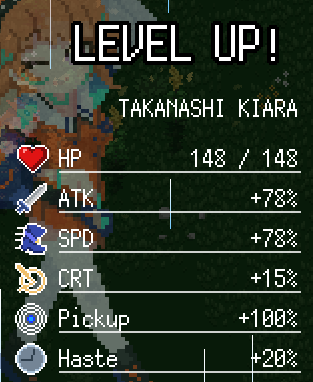 LEVEL UP!
TAKANASHI KIARA
HP 148 / 148
ATK +78%
SPD +78%
CRT +15%
Pickup +100%
Haste +20%